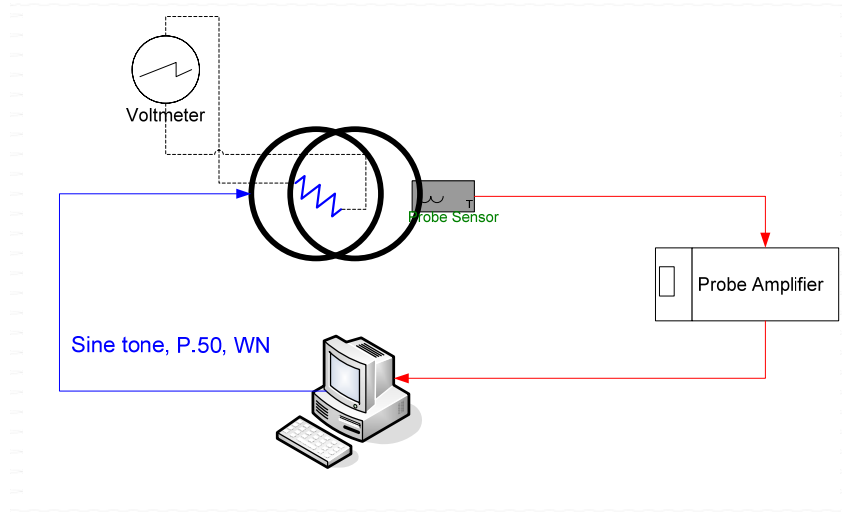 Voltmeter
T
Probe Sensor
Probe Amplifier
Sine tone, P.50, WN